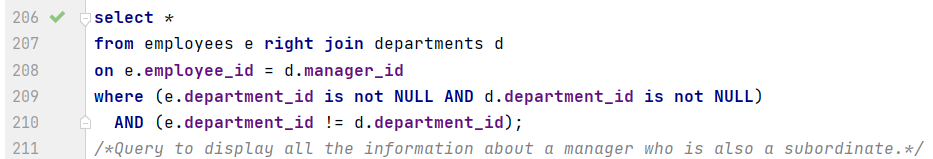 206 select *
207 from employees e right join departments d
208 on e.employee_id = d.manager_id
209 where (e.department_id is not NULL AND d.department_id is not NULL)
210 AND (e.department_id != d.department_id);
211 /*Query to display all the information about a manager who is also a subordinate.*/